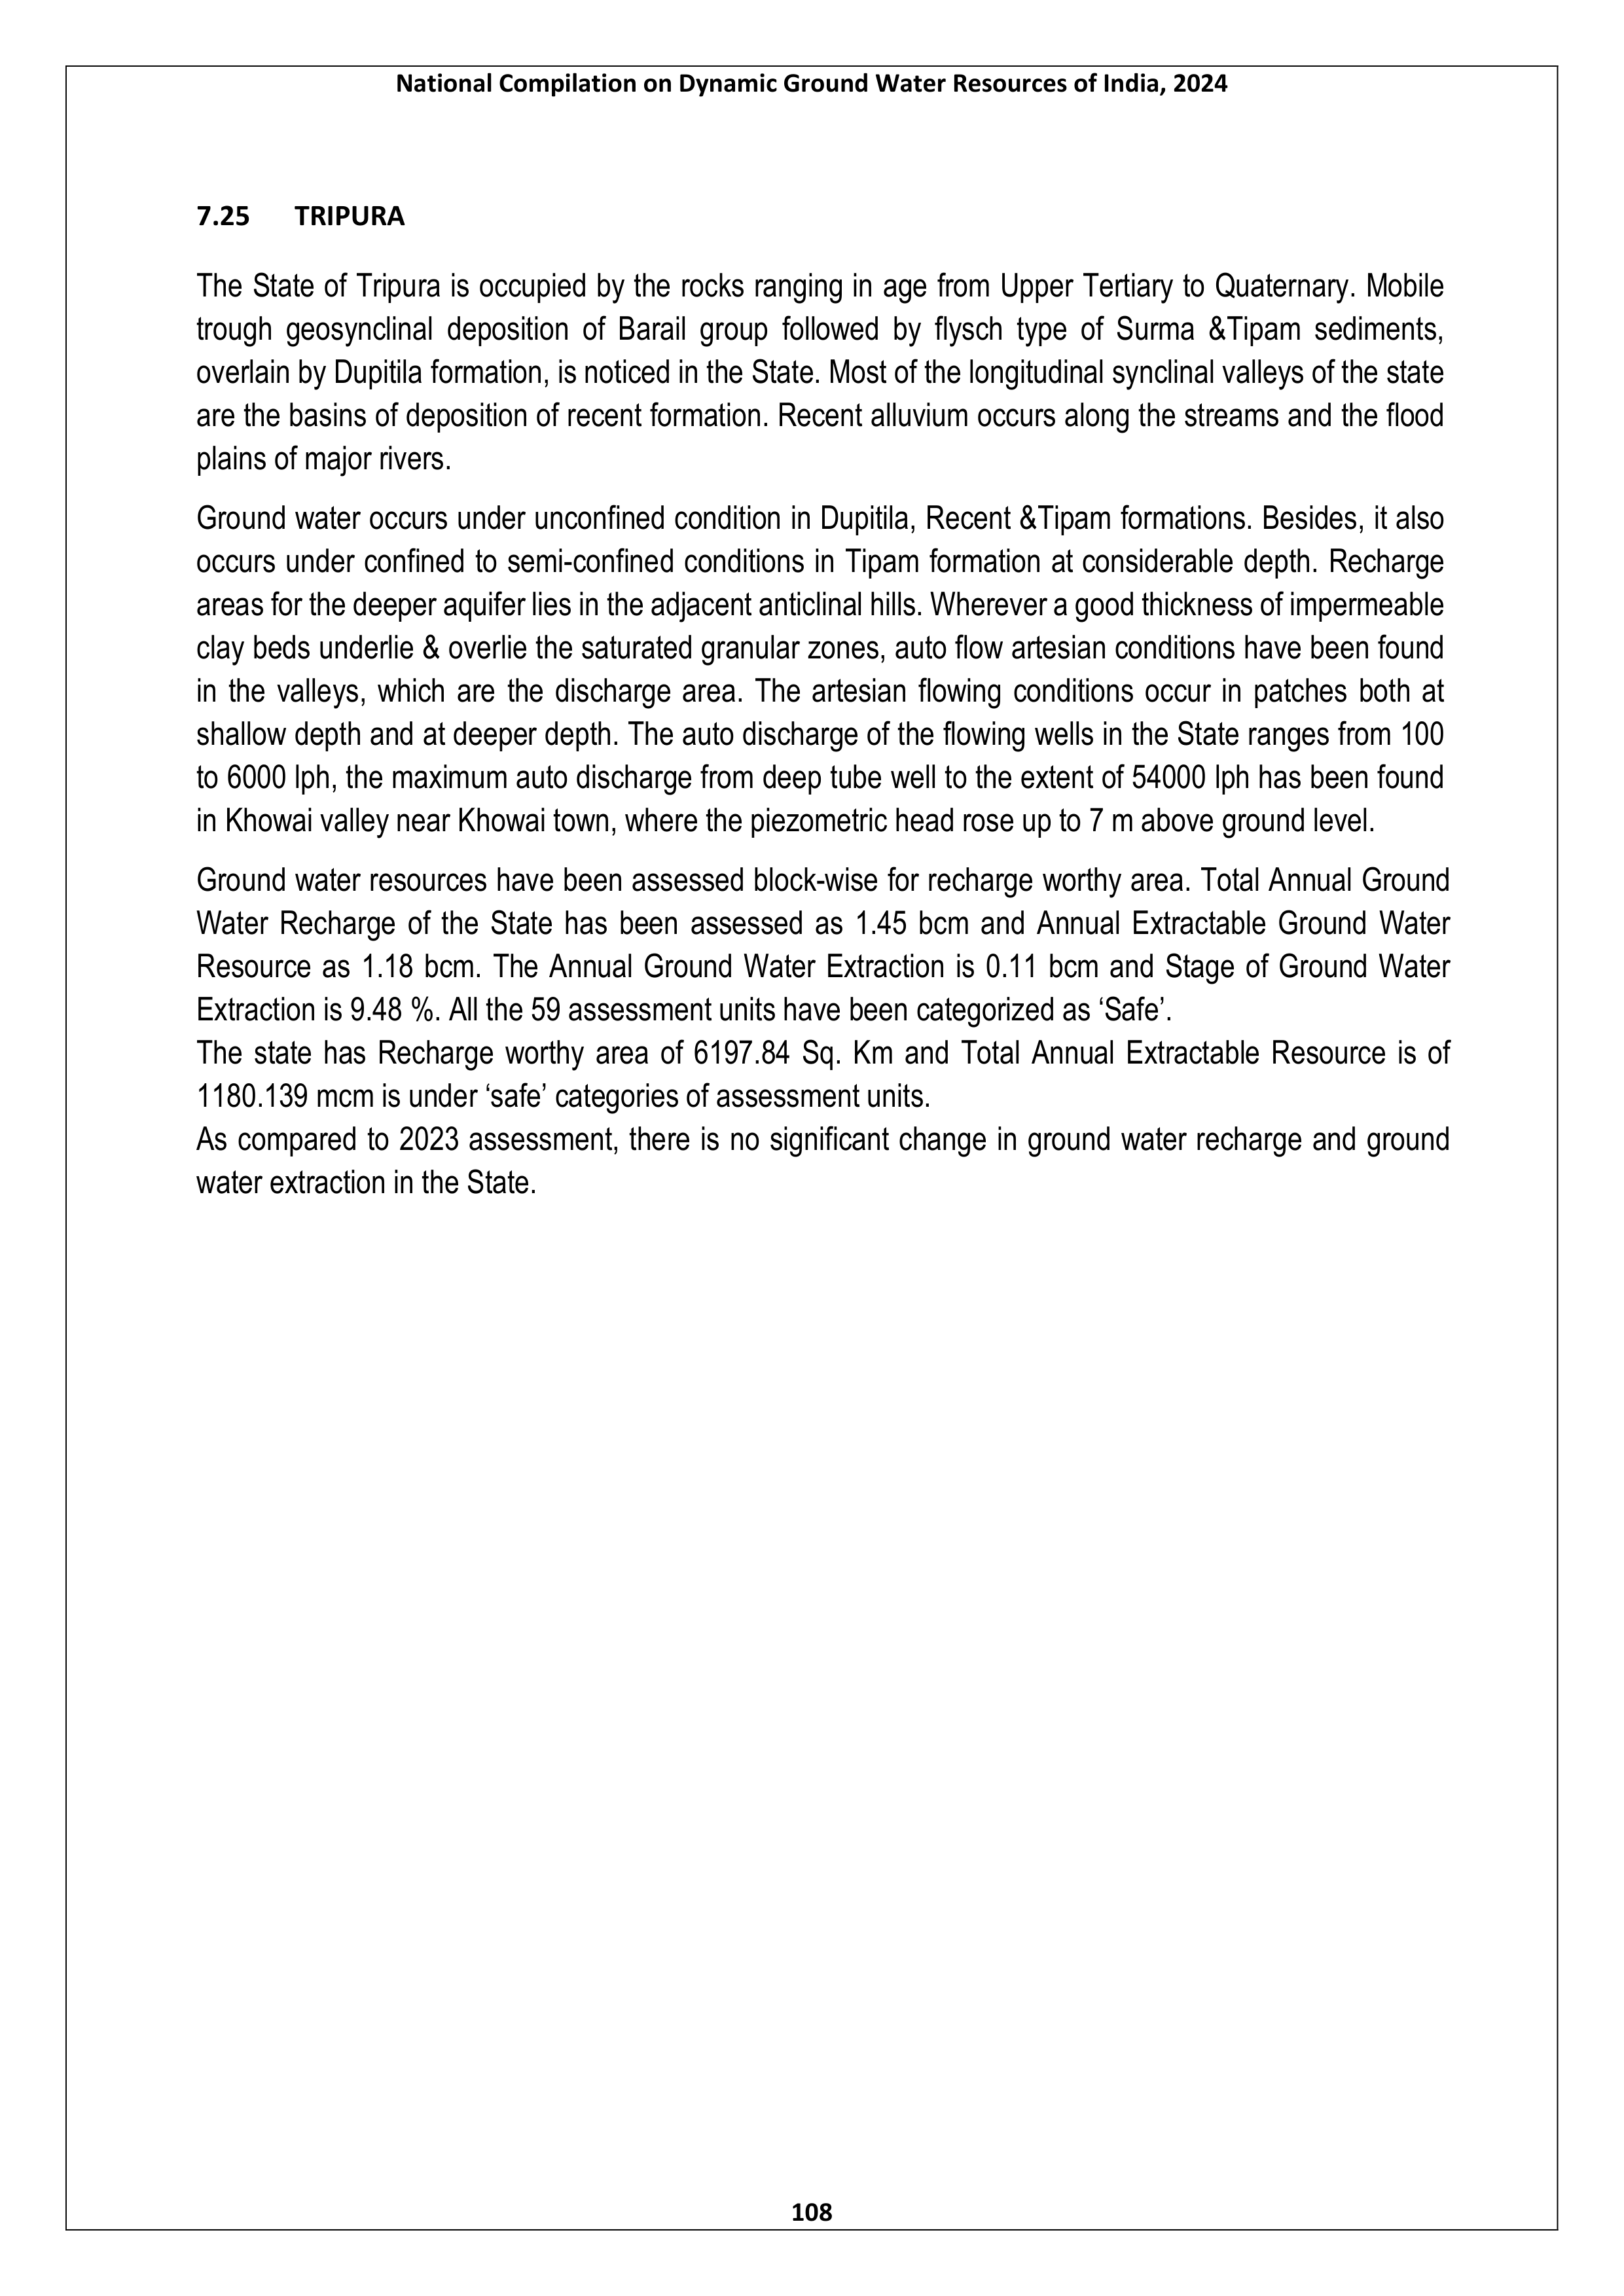 National Compilation on Dynamic Ground Water Resources of India, 2024
7.25 TRIPURA
The State of Tripura is occupied by the rocks ranging in age from Upper Tertiary to Quaternary. Mobile
trough geosynclinal deposition of Barail group followed by flysch type of Surma &Tipam sediments,
overlain by Dupitila formation, is noticed in the State. Most of the longitudinal synclinal valleys of the state
are the basins of deposition of recent formation. Recent alluvium occurs along the streams and the flood
plains of major rivers.
Ground water occurs under unconfined condition in Dupitila, Recent &Tipam formations. Besides, it also
occurs under confined to semi-confined conditions in Tipam formation at considerable depth. Recharge
areas for the deeper aquifer lies in the adjacent anticlinal hills. Wherever a good thickness of impermeable
clay beds underlie & overlie the saturated granular zones, auto flow artesian conditions have been found
in the valleys, which are the discharge area. The artesian flowing conditions occur in patches both at
shallow depth and at deeper depth. The auto discharge of the flowing wells in the State ranges from 100
to 6000 lph, the maximum auto discharge from deep tube well to the extent of 54000 lph has been found
in Khowai valley near Khowai town, where the piezometric head rose up to 7 m above ground level.
Ground water resources have been assessed block-wise for recharge worthy area. Total Annual Ground
Water Recharge of the State has been assessed as 1.45 bcm and Annual Extractable Ground Water
Resource as 1.18 bcm. The Annual Ground Water Extraction is 0.11 bcm and Stage of Ground Water
Extraction is 9.48 %. All the 59 assessment units have been categorized as ‘Safe’.
The state has Recharge worthy area of 6197.84 Sq. Km and Total Annual Extractable Resource is of
1180.139 mcm is under ‘safe’ categories of assessment units.
As compared to 2023 assessment, there is no significant change in ground water recharge and ground
water extraction in the State.
108